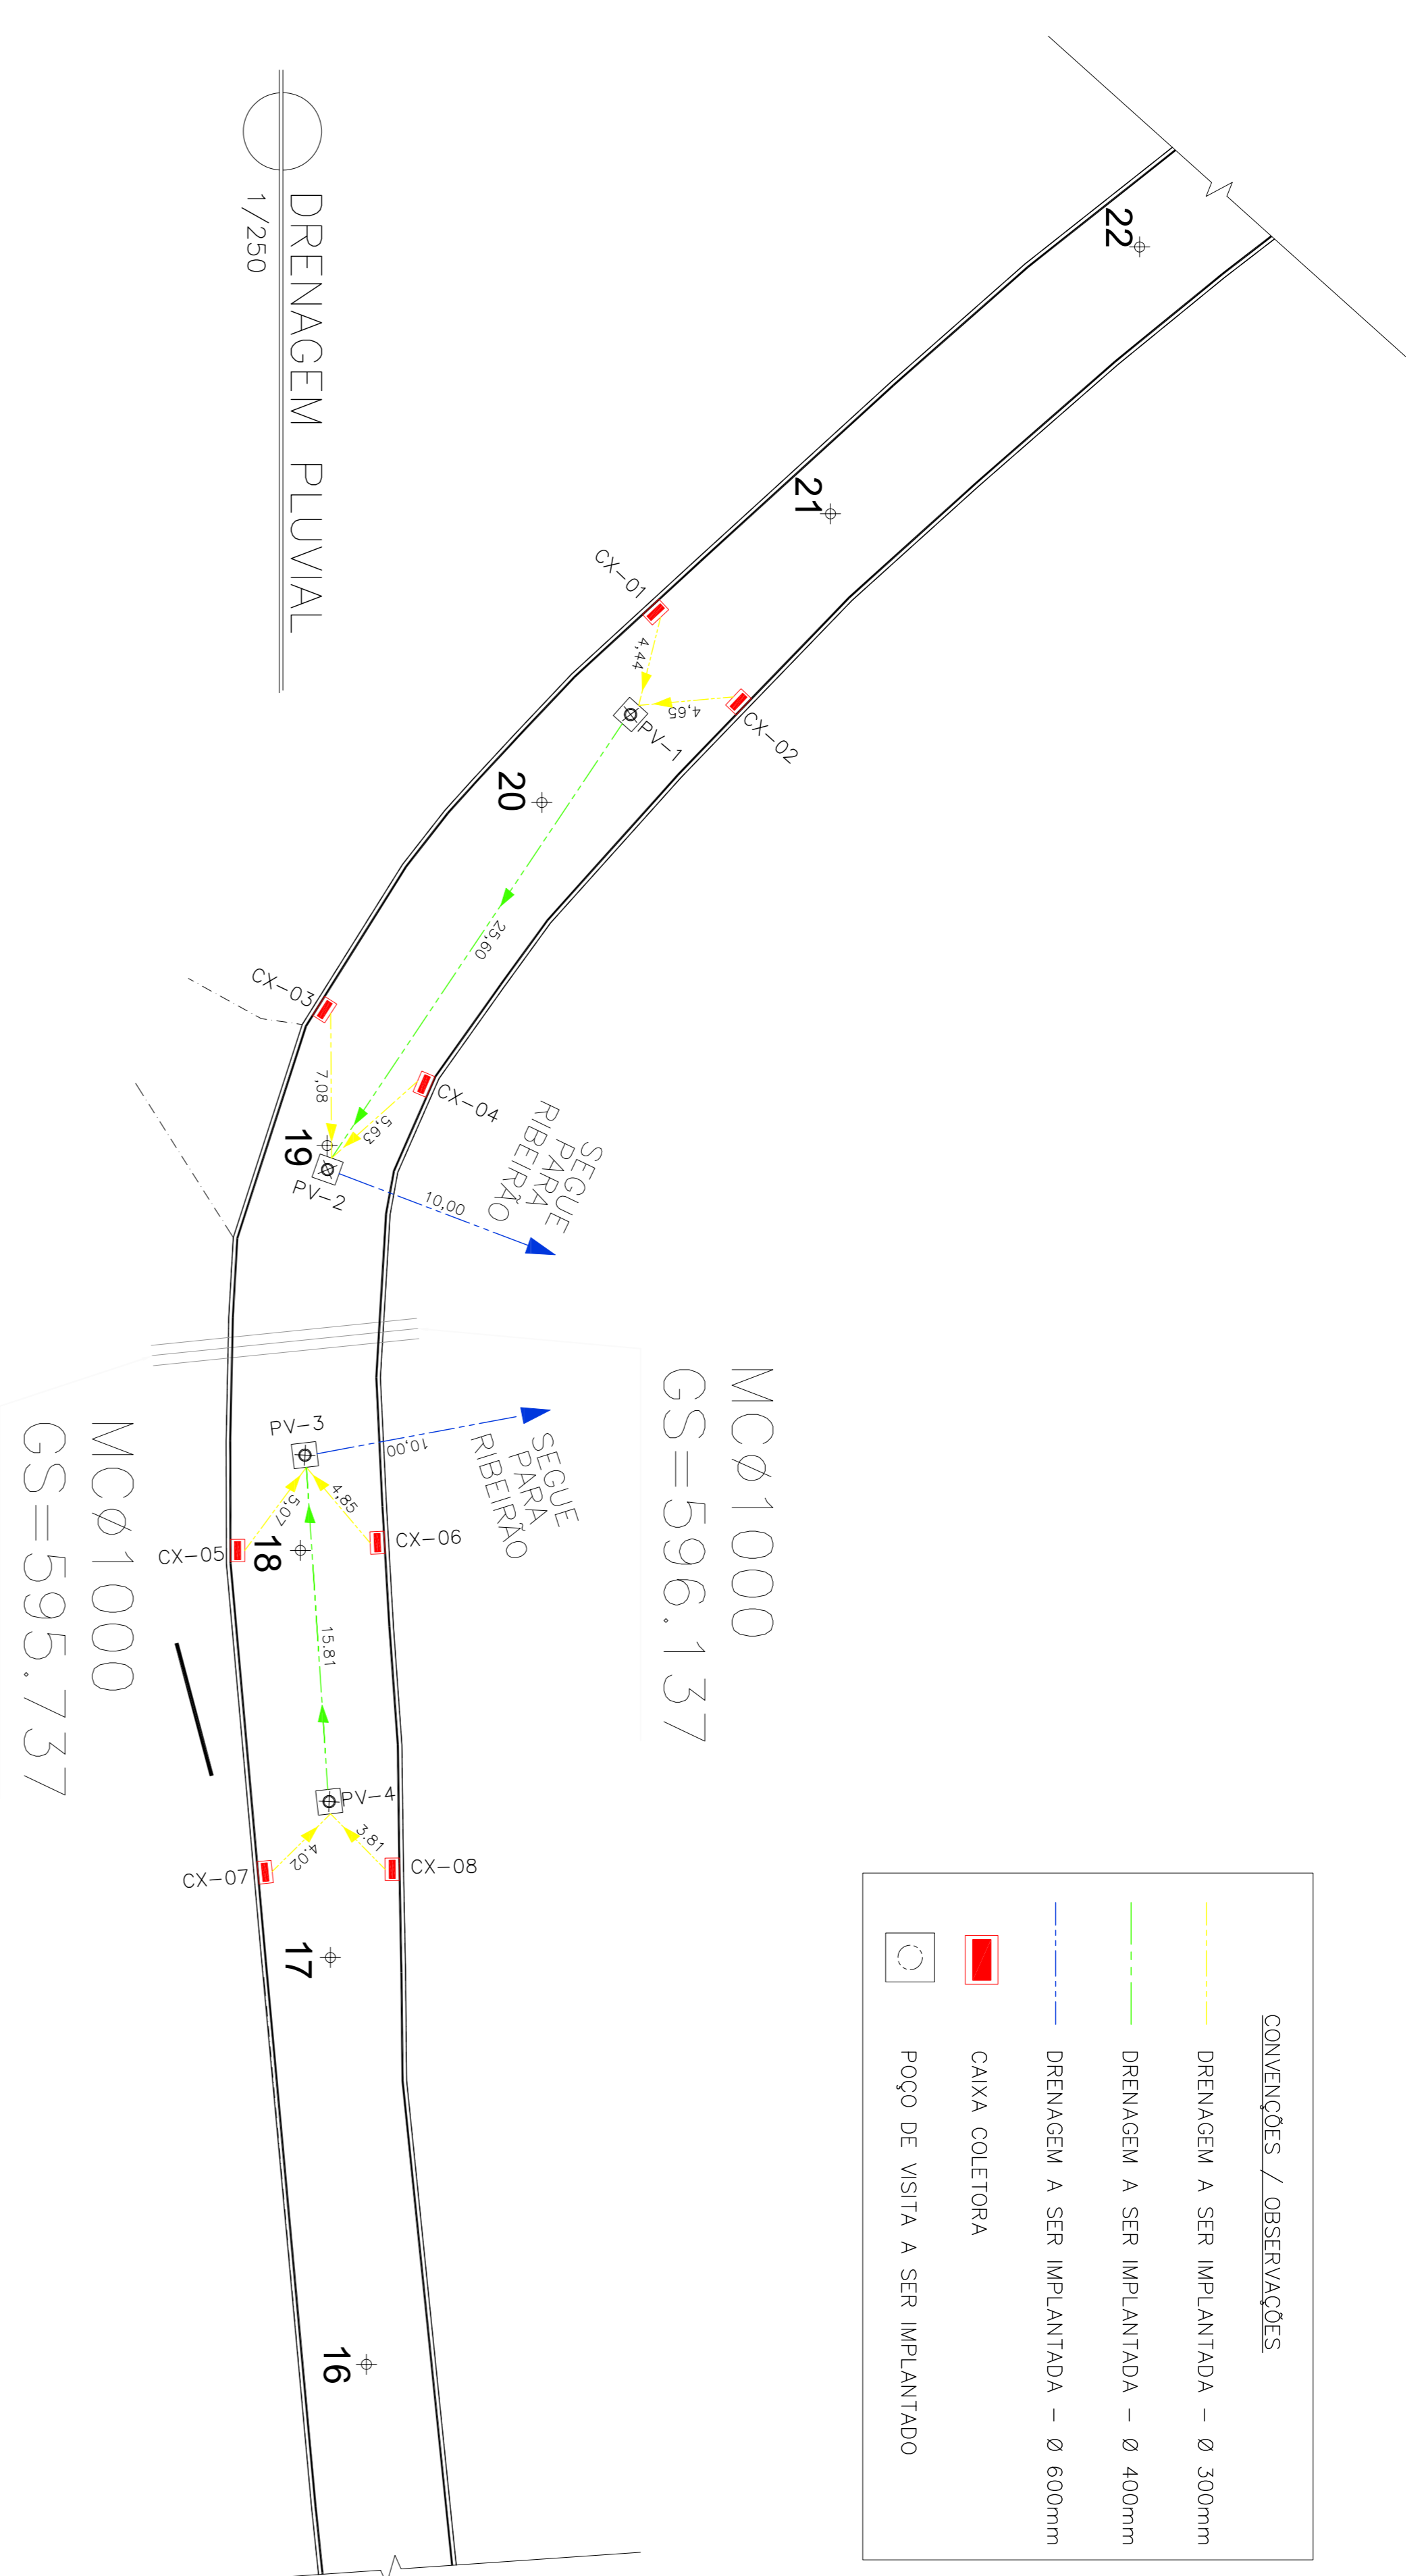 DRENAGEM PLUVIAL
1/250
22
21
CX-01
4,44
CX-02
4,65
PV-1
20
25,60
CX-03
7,08
CX-04
5,63
19
PV-2
10,00
SEGUE
PARA
RIBEIRÃO
MCØ1000
GS=596.137
MCØ1000
GS=595.737
PV-3
10,00
SEGUE
PARA
RIBEIRÃO
5,07
4,85
CX-05
18
CX-06
15.81
PV-4
4.02
3.81
CX-07
CX-08
17
16
CONVENÇÕES / OBSERVAÇÕES
DRENAGEM A SER IMPLANTADA - Ø 300mm
DRENAGEM A SER IMPLANTADA - Ø 400mm
DRENAGEM A SER IMPLANTADA - Ø 600mm
CAIXA COLETORA
POÇO DE VISITA A SER IMPLANTADO